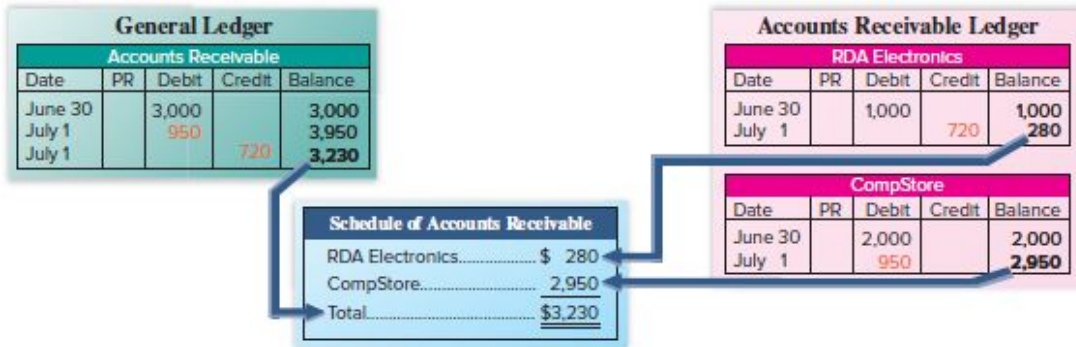 General Ledger
Accounts Receivable
Date PR Debit Credit Balance
June 30 3,000 3,000
July 1 950 3,950
July 1 720 3,230
Accounts Receivable Ledger
RDA Electronics
Date PR Debit Credit Balance
June 30 1,000 1,000
July 1 720 280
CompStore
Date PR Debit Credit Balance
June 30 2,000 2,000
July 1 950 2,950
Schedule of Accounts Receivable
RDA Electronics................ $ 280
CompStore........................ 2,950
Total.................................... $3,230